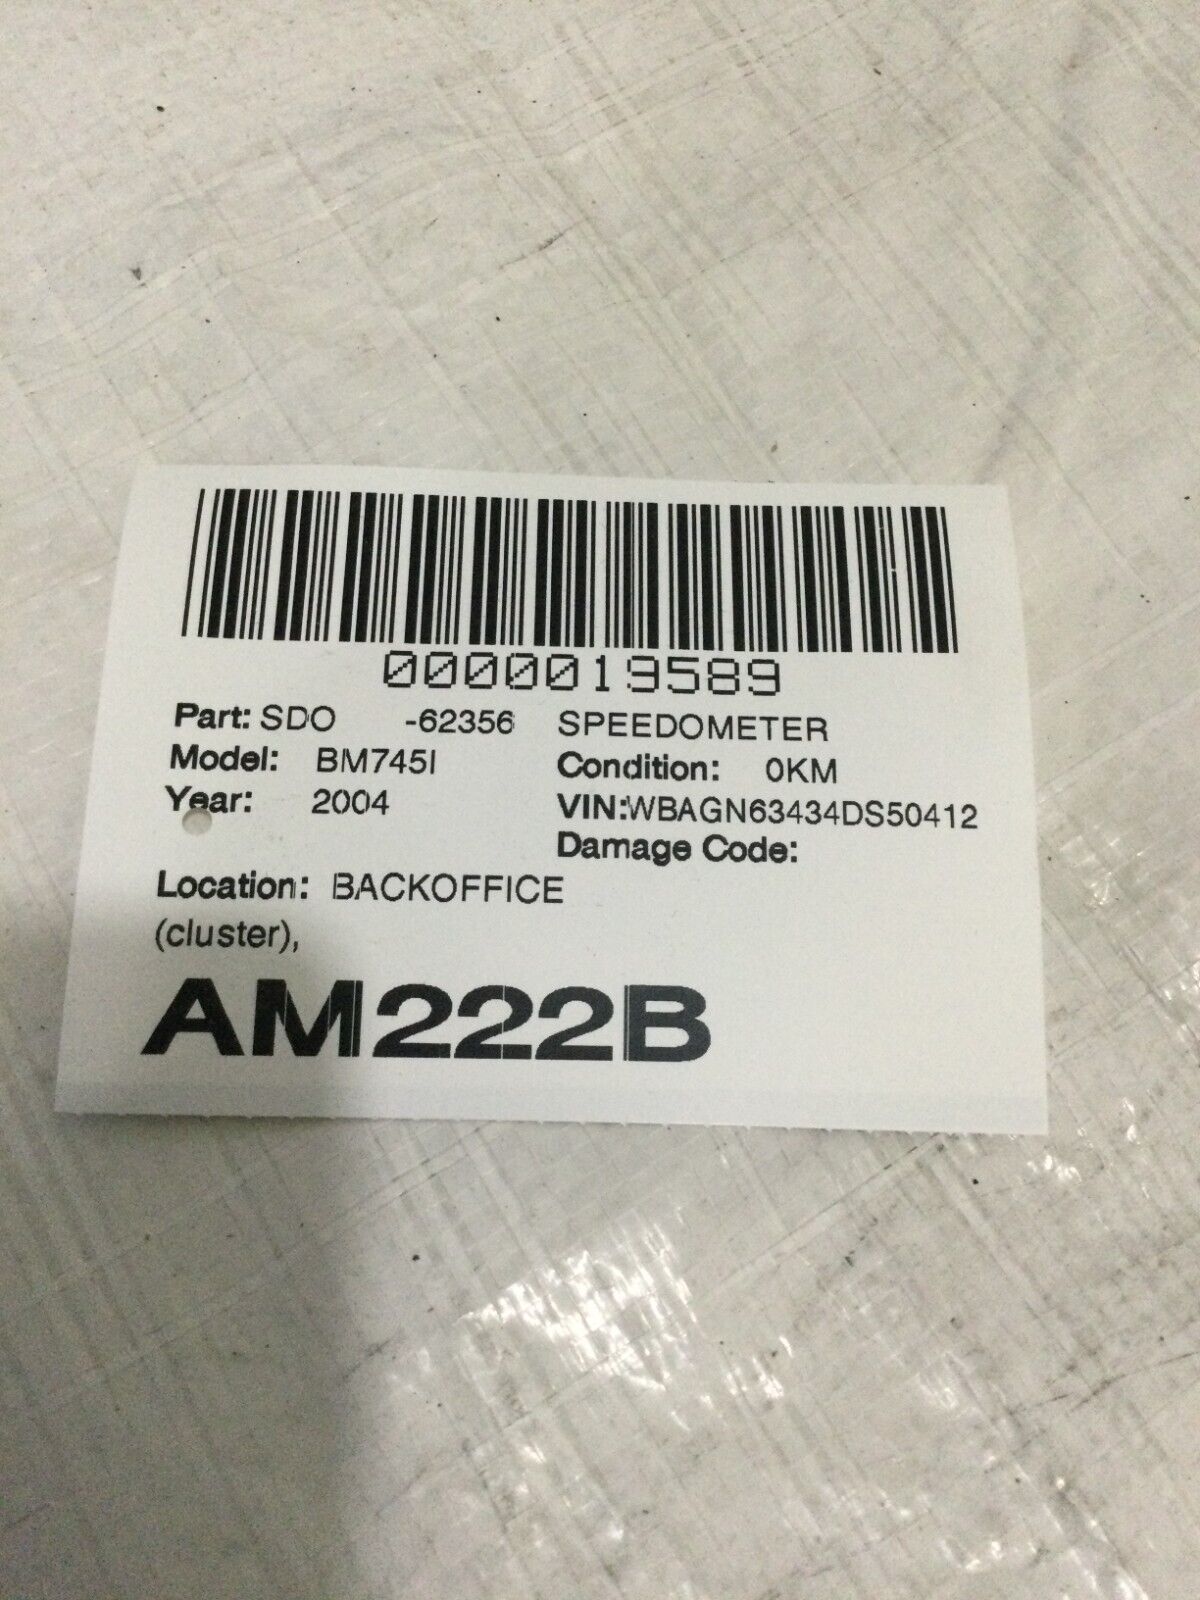 0000019589
Part: SDO -62356 SPEEDOMETER
Model: BM745I Condition: 0KM
Year: 2004 VIN:WBAGN63434DS50412
Damage Code:
Location: BACKOFFICE
(cluster),
AM222B